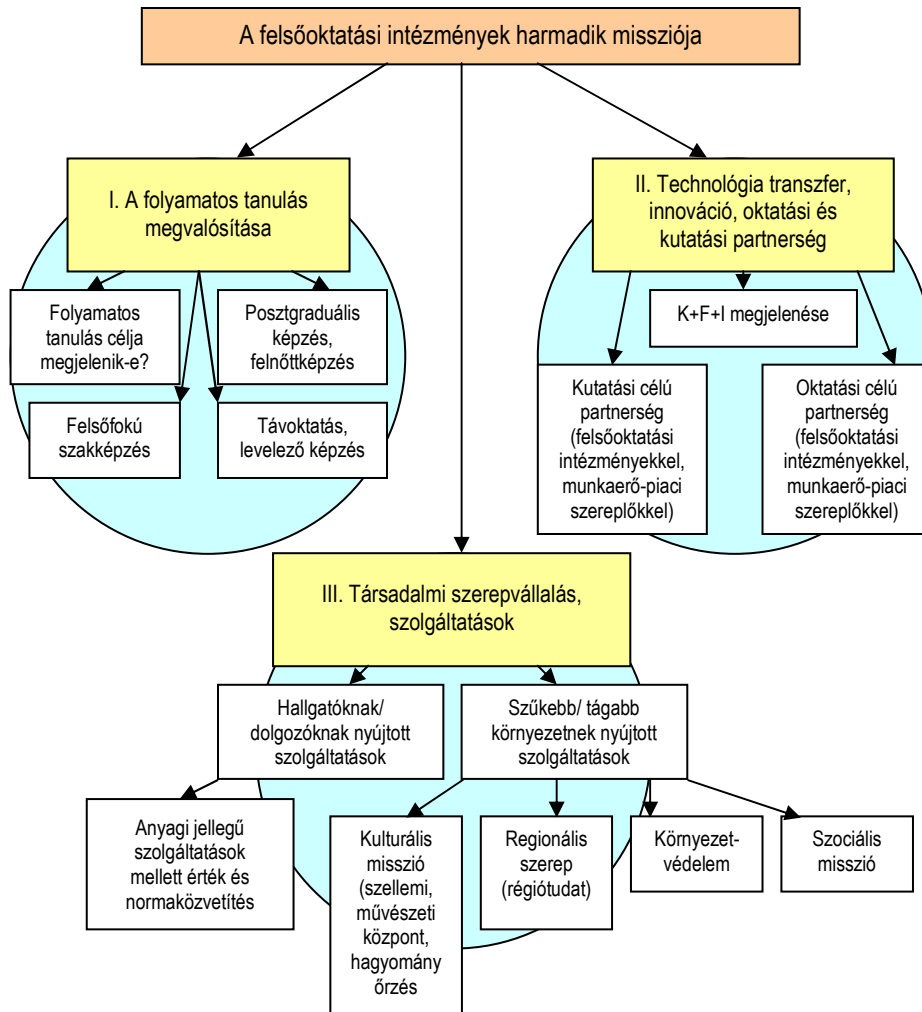 A felsőoktatási intézmények harmadik missziója
I. A folyamatos tanulás
megvalósítása
II. Technológia transzfer,
innováció, oktatási és
kutatási partnerség
Folyamatos
tanulás célja
megjelenik-e?
Posztgraduális
képzés,
felnőttképzés
Felsőfokú
szakképzés
Távoktatás,
levelező képzés
K+F+I megjelenése
Kutatási célú
partnerség
(felsőoktatási
intézményekkel,
munkaerő-piaci
szereplőkkel)
Oktatási célú
partnerség
(felsőoktatási
intézményekkel,
munkaerő-piaci
szereplőkkel)
III. Társadalmi szerepvállalás,
szolgáltatások
Hallgatóknak/
dolgozóknak nyújtott
szolgáltatások
Szűkebb/ tágabb
környezetnek nyújtott
szolgáltatások
Anyagi jellegű
szolgáltatások
mellett érték és
normaközvetítés
Kulturális
misszió
(szellemi,
művészeti
központ,
hagyomány
őrzés
Regionális
szerep
(régiótudat)
Környezet-
védelem
Szociális
misszió